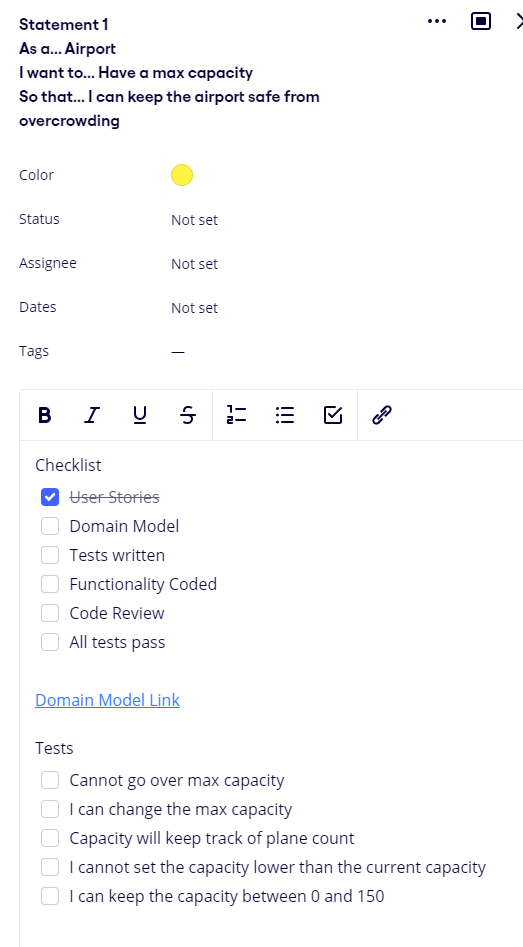 Statement 1
As a... Airport
I want to... Have a max capacity
So that... I can keep the airport safe from
overcrowding
Color
Status Not set
Assignee Not set
Dates Not set
Tags —
B I U S
Checklist
User Stories
Domain Model
Tests written
Functionality Coded
Code Review
All tests pass
Domain Model Link
Tests
Cannot go over max capacity
I can change the max capacity
Capacity will keep track of plane count
I cannot set the capacity lower than the current capacity
I can keep the capacity between 0 and 150